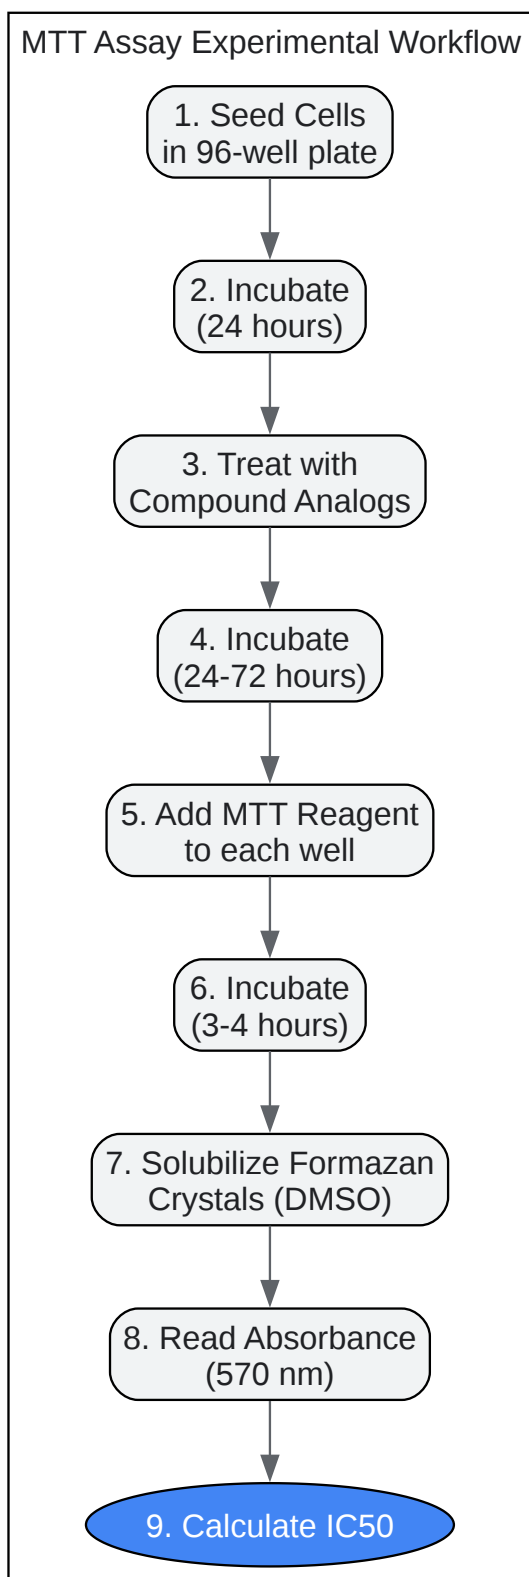 MTT Assay Experimental Workflow
1. Seed Cells
in 96-well plate
2. Incubate
(24 hours)
3. Treat with
Compound Analogs
4. Incubate
(24-72 hours)
5. Add MTT Reagent
to each well
6. Incubate
(3-4 hours)
7. Solubilize Formazan
Crystals (DMSO)
8. Read Absorbance
(570 nm)
9. Calculate IC50